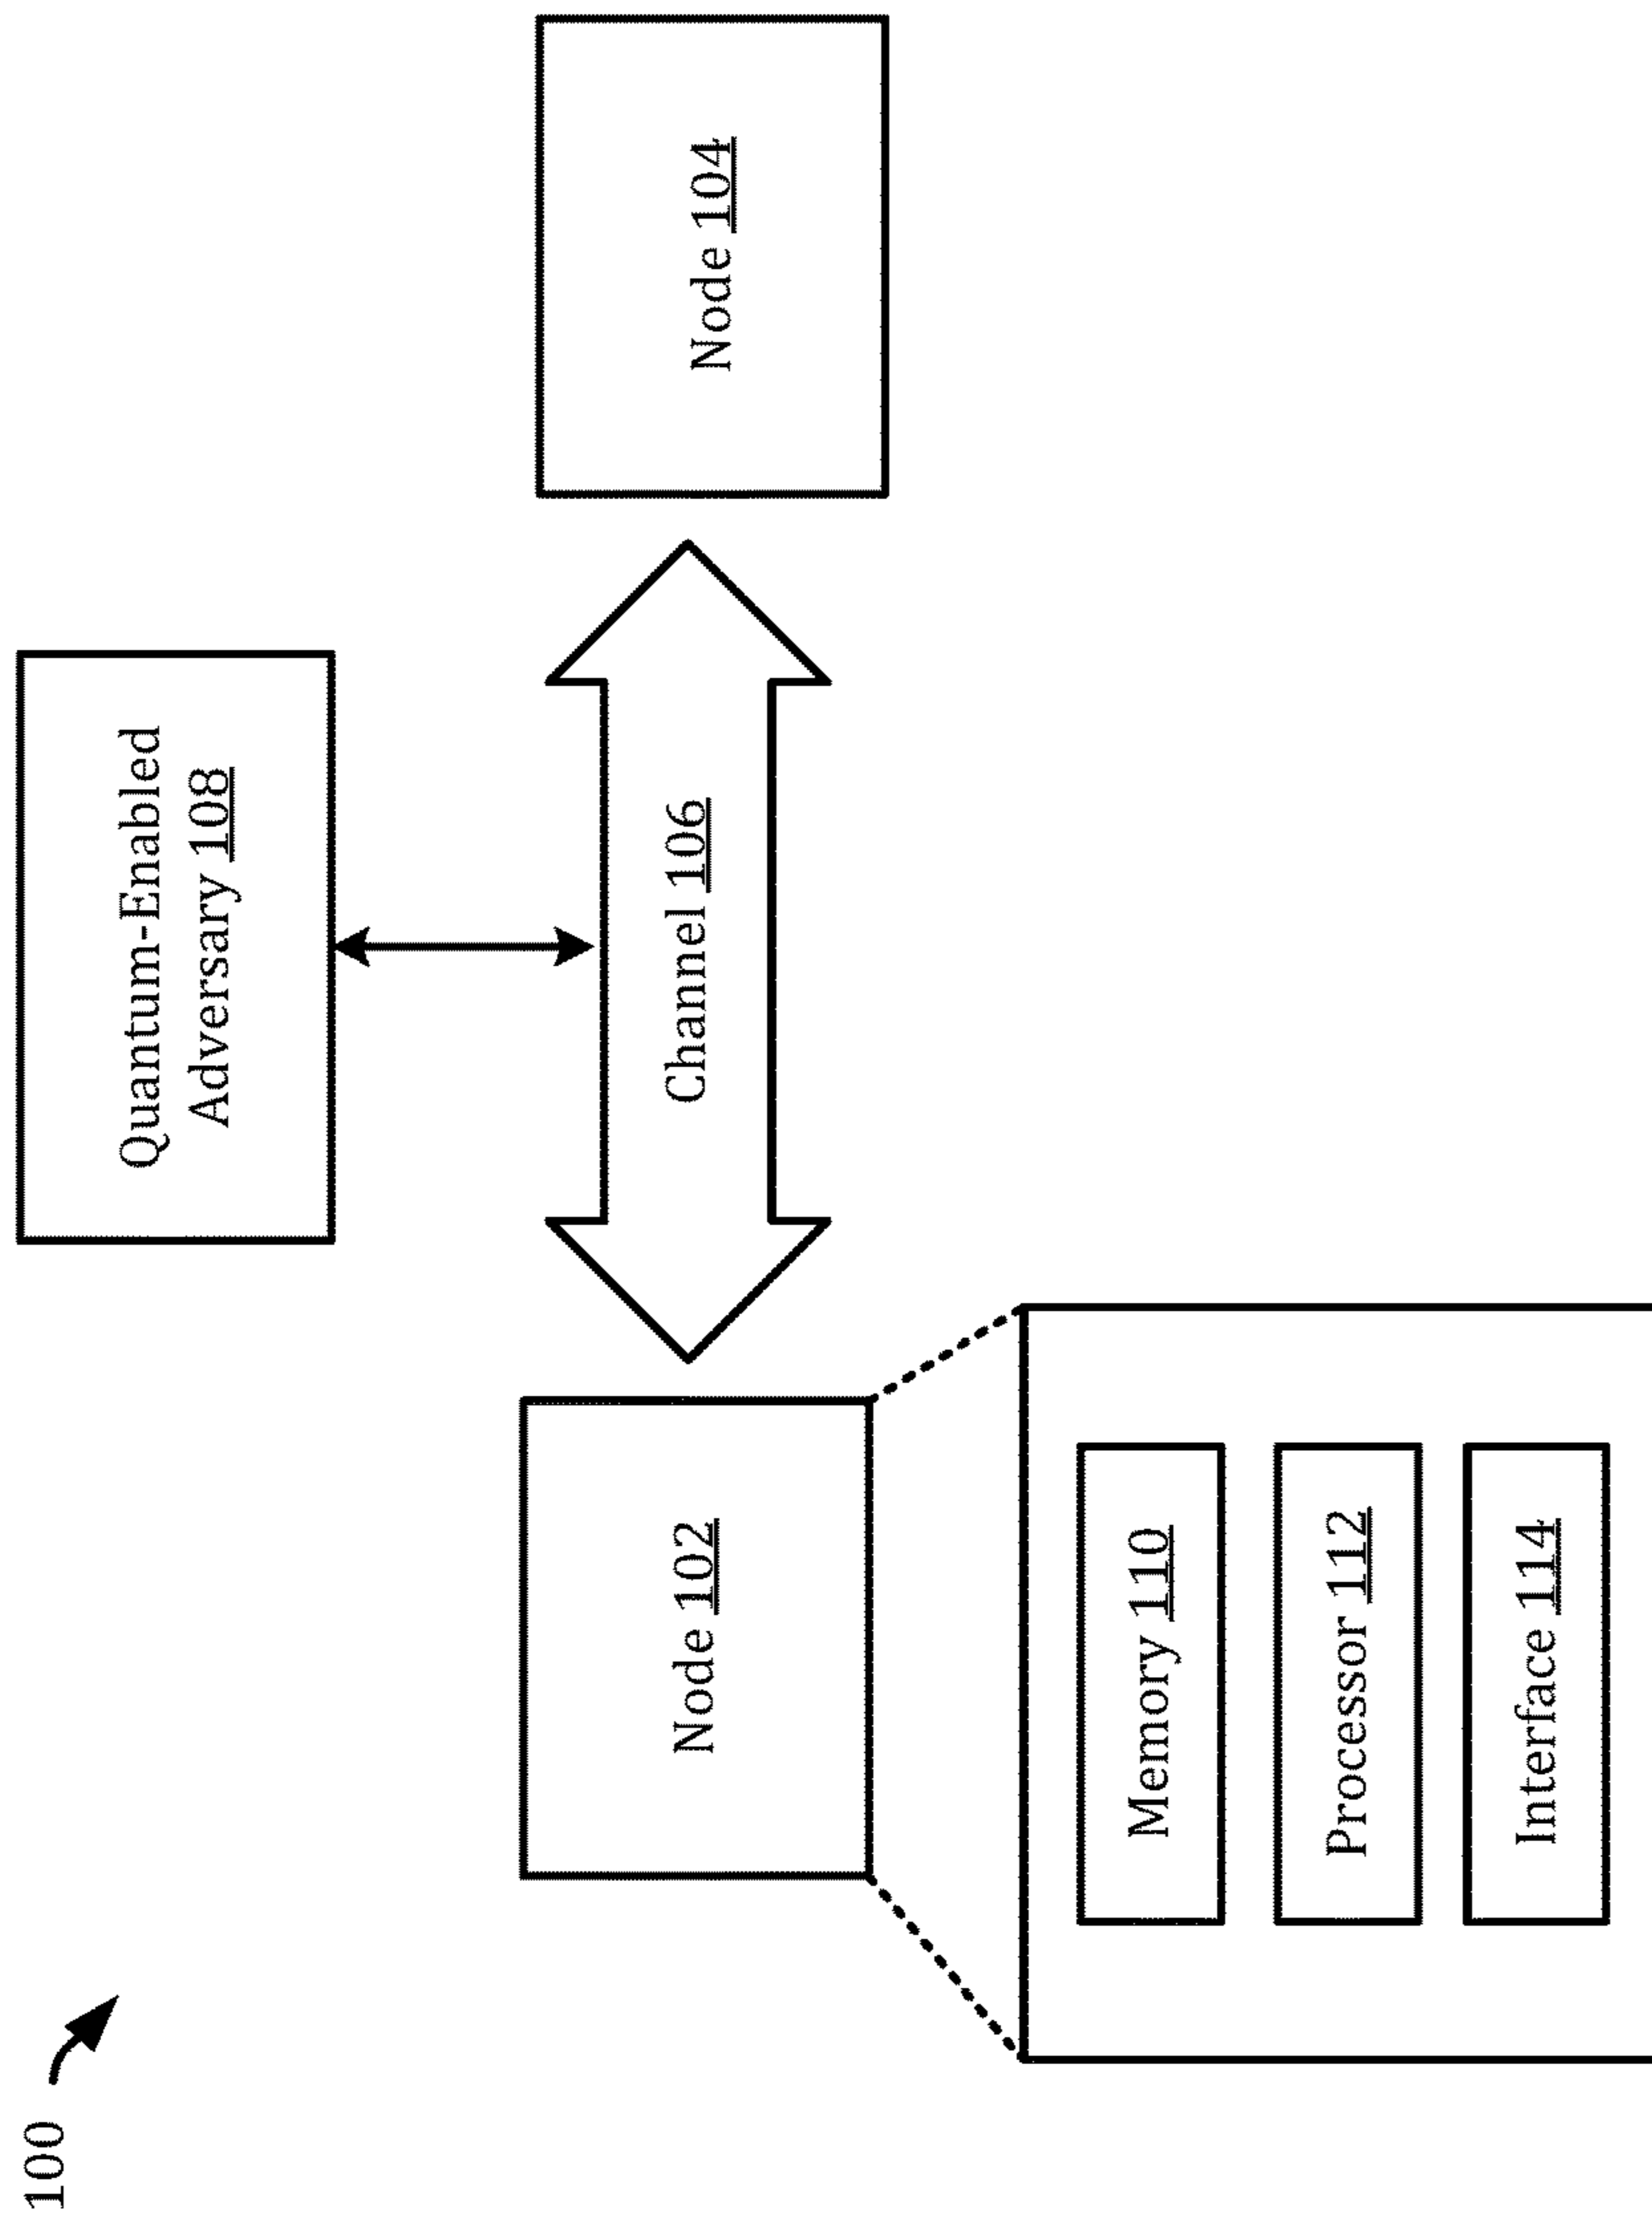 100
Quantum-Enabled
Adversary 108
Node 102
Channel 106
Node 104
Memory 110
Processor 112
Interface 114